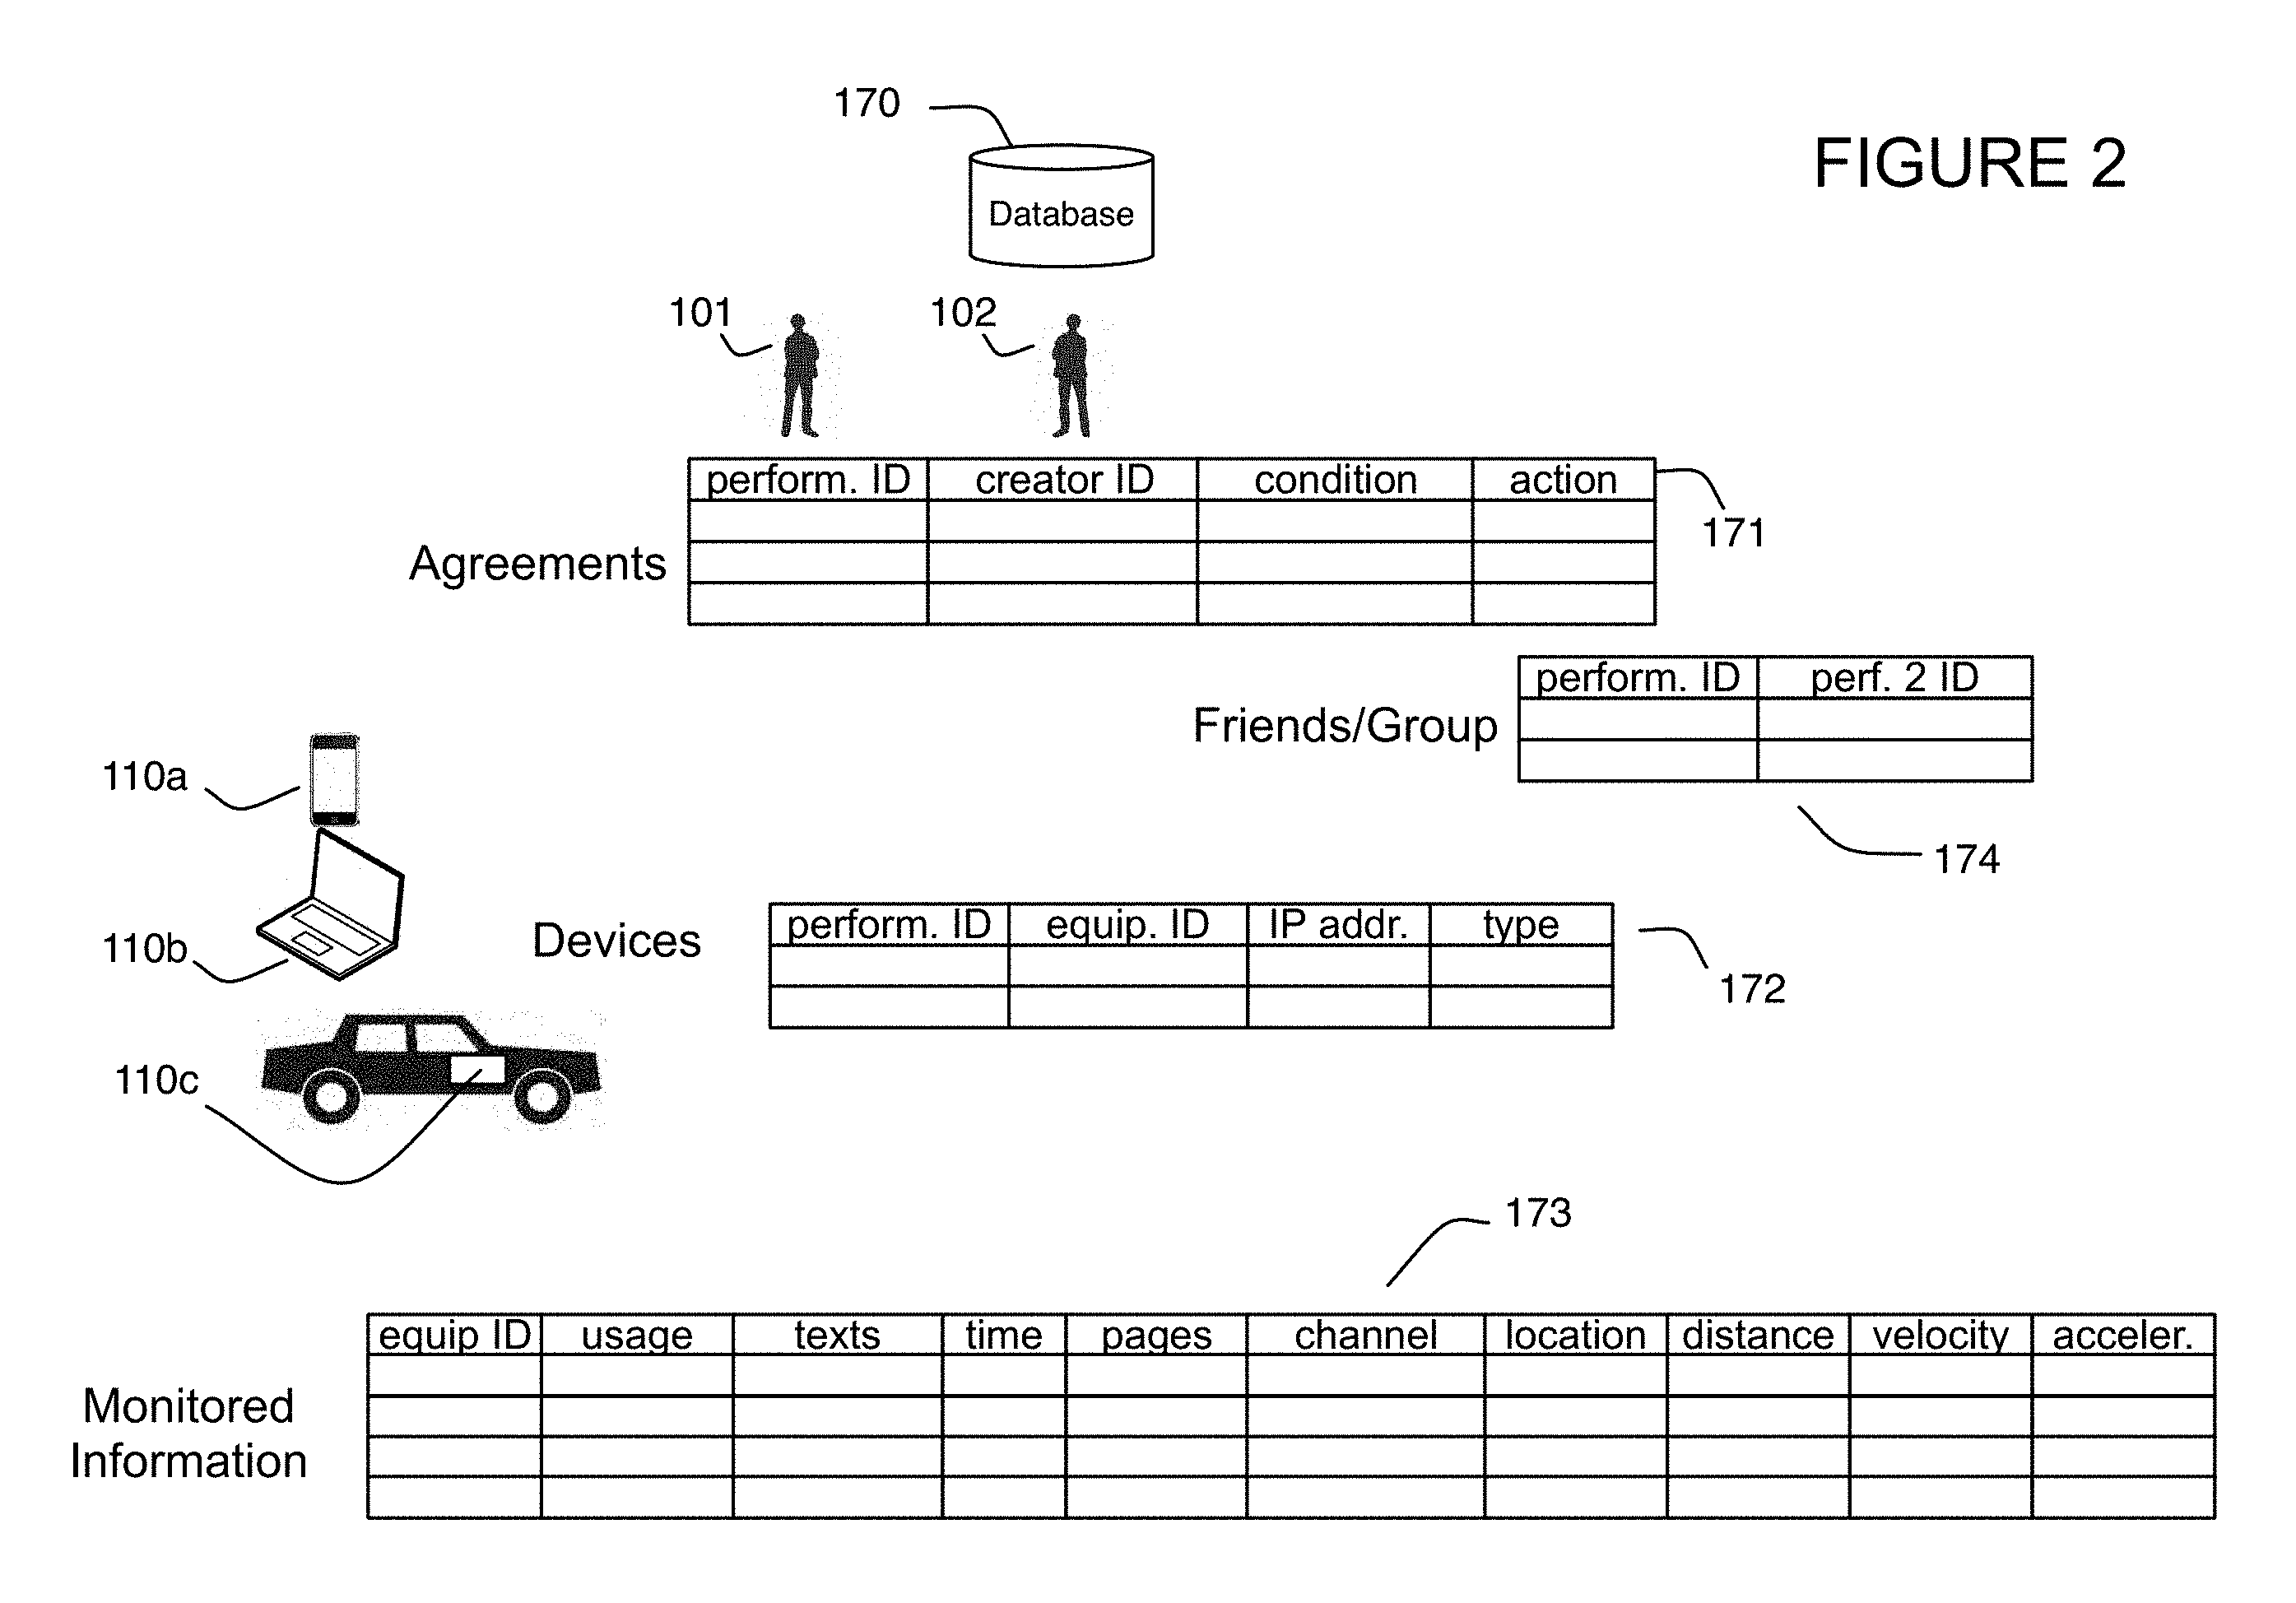 170
FIGURE 2
Database
101
102
perform. ID creator ID condition action
171
Agreements
perform. ID perf. 2 ID
Friends/Group
174
110a
110b
110c
Devices
perform. ID equip. ID IP addr. type
172
173
equip ID usage texts time pages channel location distance velocity acceler.
Monitored
Information